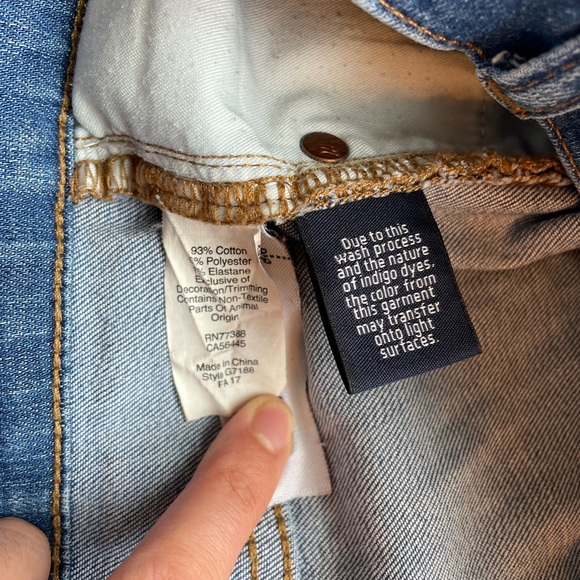 93% Cotton
% Polyester
% Elastane
Exclusive of
Decoration/Trimming
Contains Non-Textile
Parts Of Animal
Origin
RN77388
CA56445
Made in China
Style G7188
FA 17
Due to this
wash process
and the nature
of indigo dyes,
the color from
this garment
may transfer
onto light
surfaces.